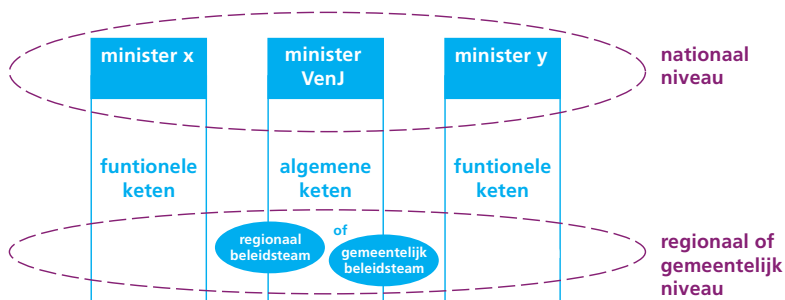 minister x
minister
VenJ
minister y
nationaal
niveau
funtionele
keten
algemene
keten
funtionele
keten
regionaal
beleidsteam
of
gemeentelijk
beleidsteam
regionaal of
gemeentelijk
niveau